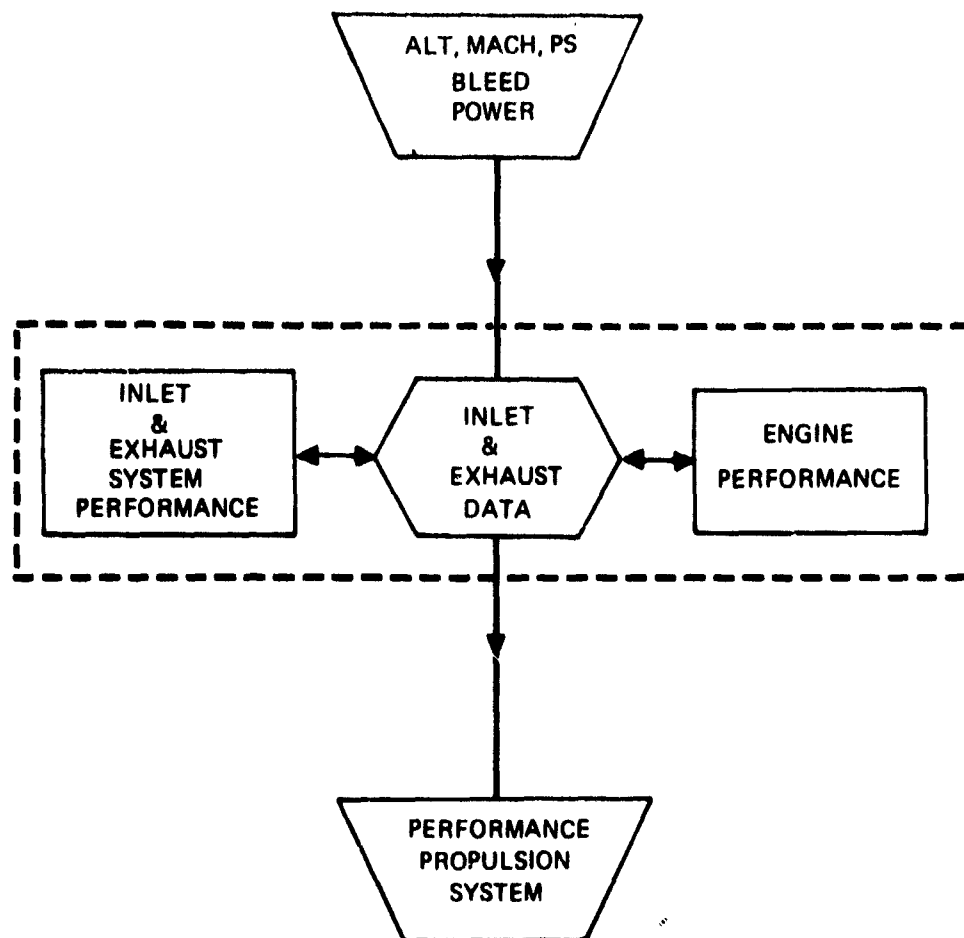 ALT, MACH, PS
BLEED
POWER
INLET
&
EXHAUST
SYSTEM
PERFORMANCE
INLET
&
EXHAUST
DATA
ENGINE
PERFORMANCE
PERFORMANCE
PROPULSION
SYSTEM